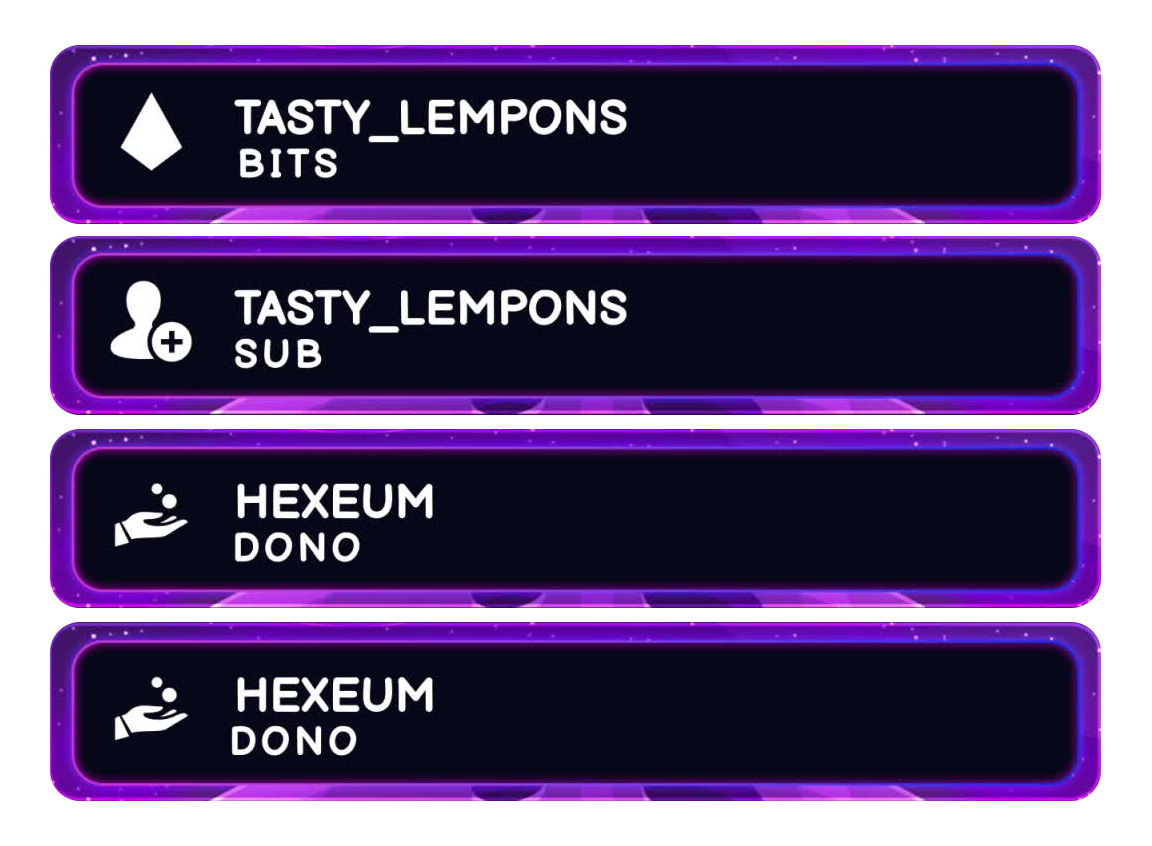 TASTY_LEMPONS
BITS
TASTY_LEMPONS
SUB
HEXEUM
DONO
HEXEUM
DONO